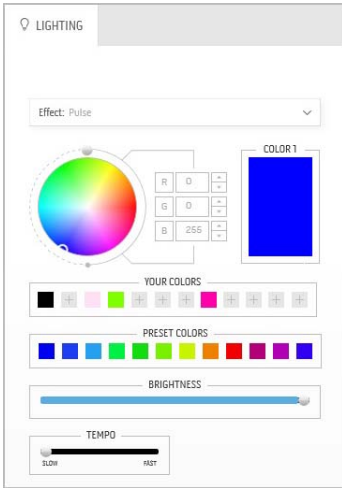 LIGHTING
Effect: Pulse
COLOR 1
R 0
G 0
B 255
YOUR COLORS
PRESET COLORS
BRIGHTNESS
TEMPO
SLOW FAST